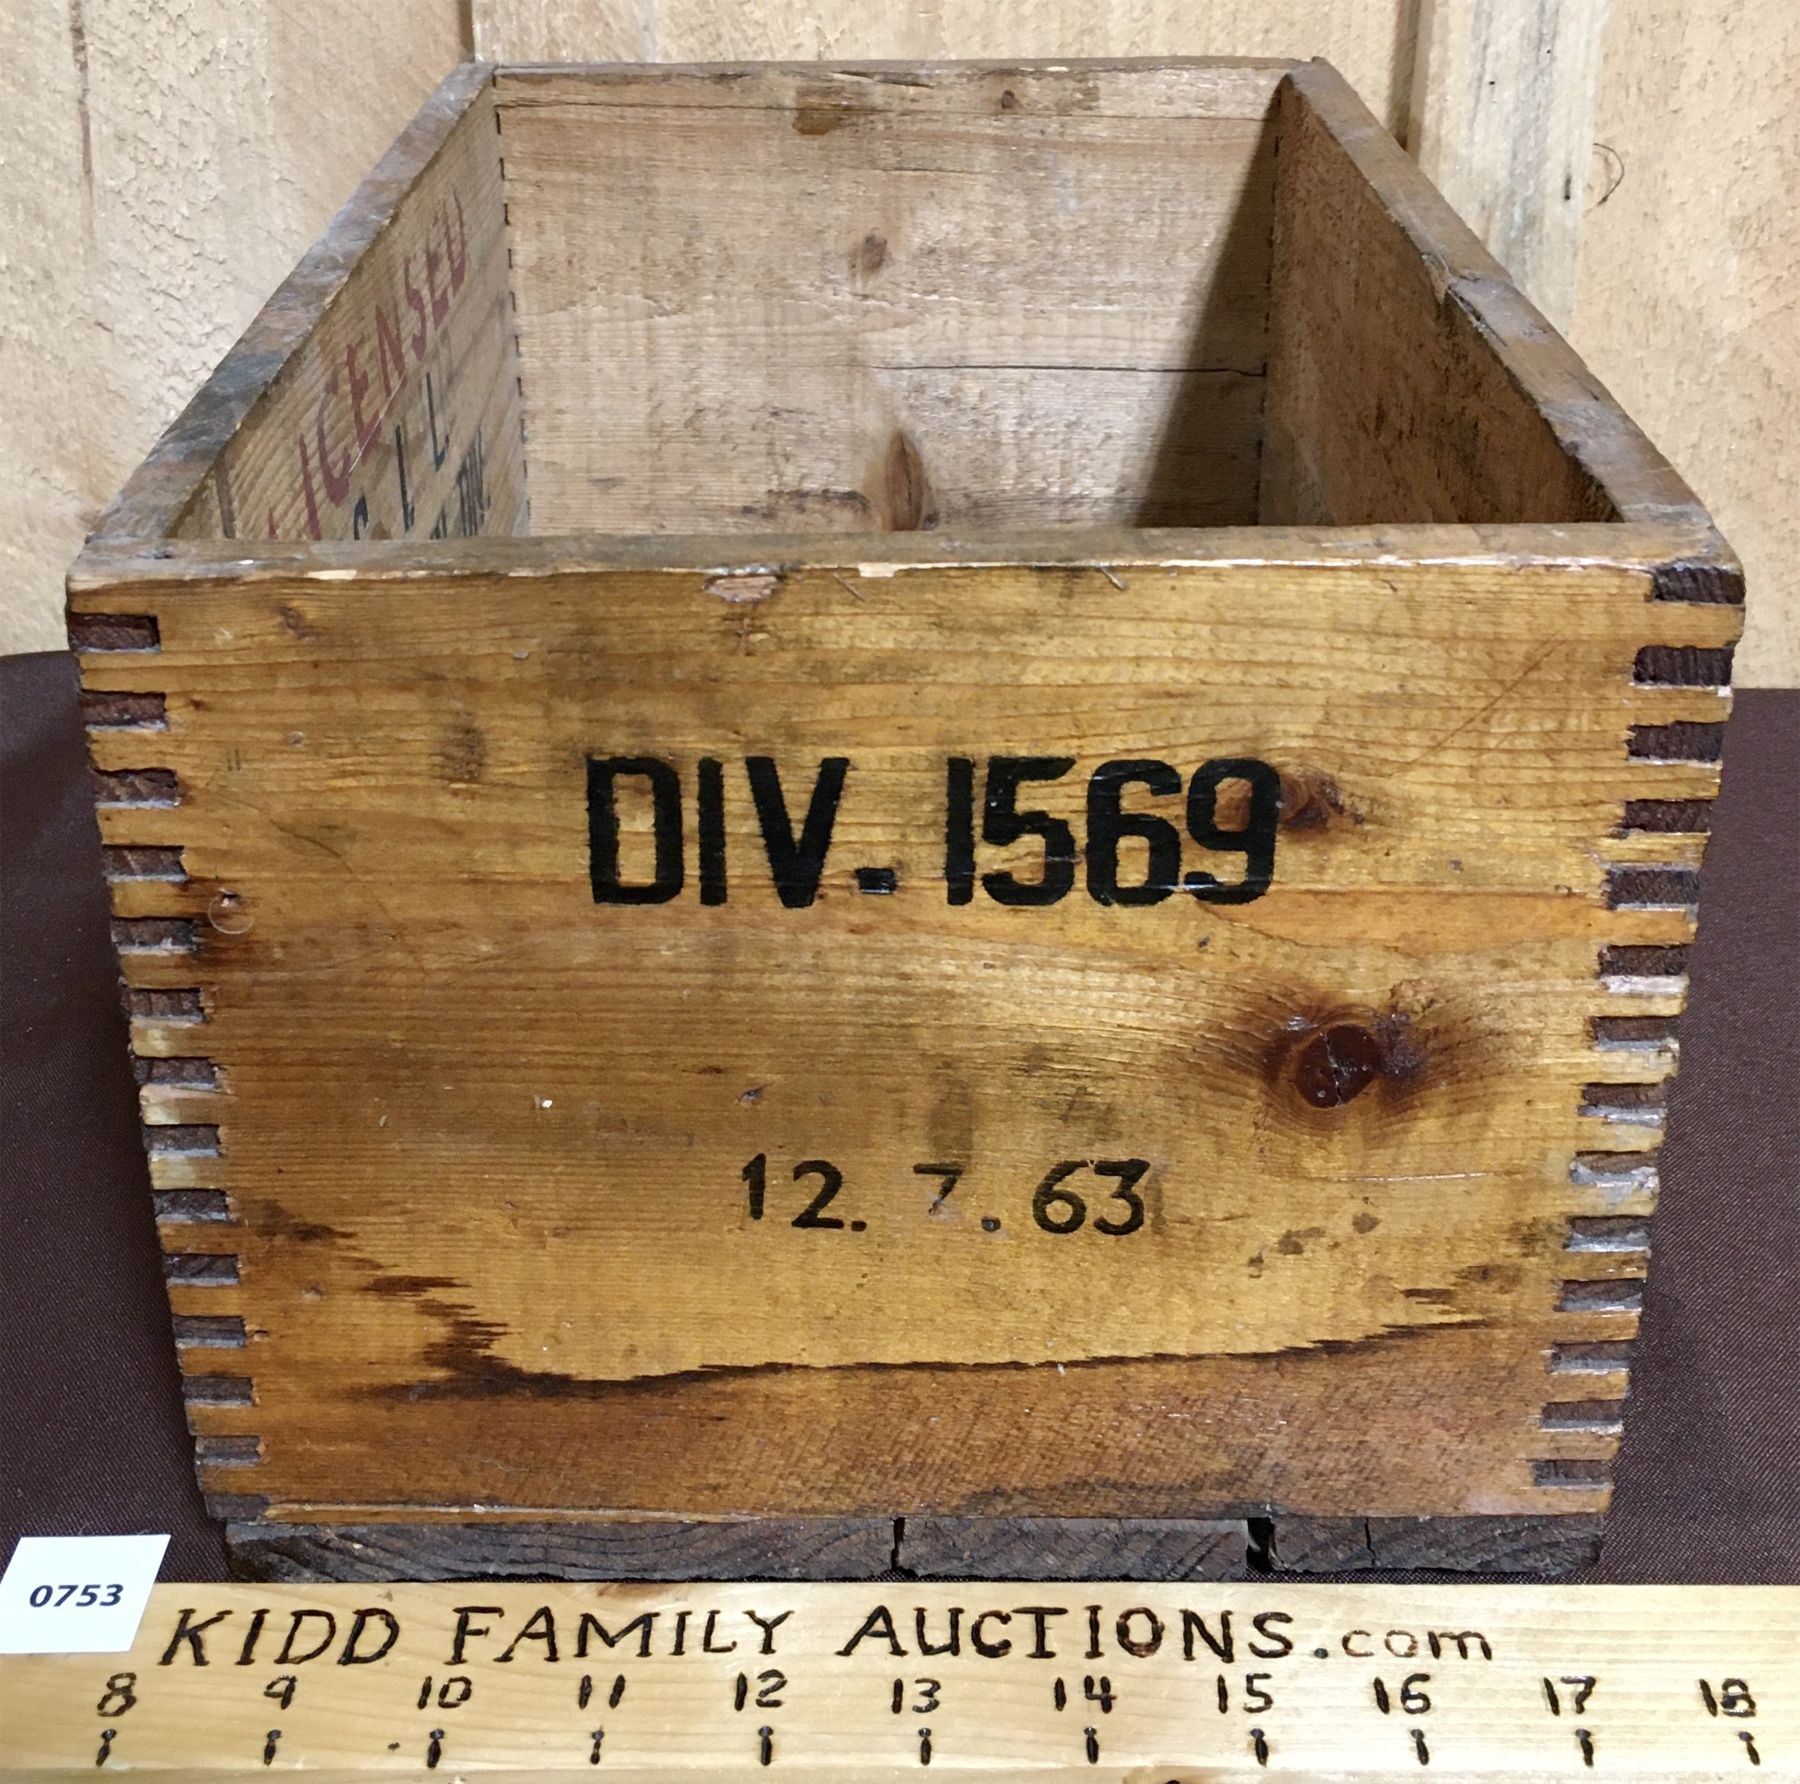 LICENSED
DIV. 1569
12. 7. 63
0753
KIDD FAMILY AUCTIONS.com
8 9 10 11 12 13 14 15 16 17 18